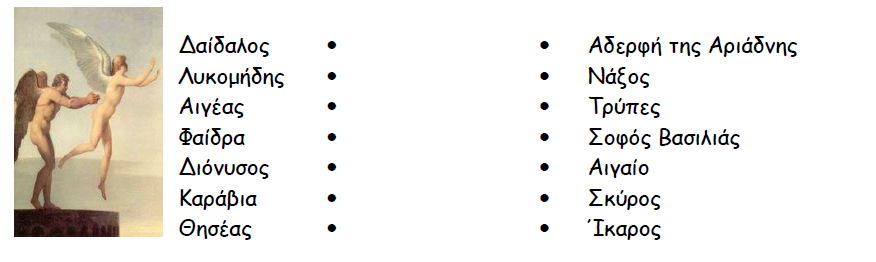 Δαίδαλος • • Αδερφή της Αριάδνης
Λυκομήδης • • Νάξος
Αιγέας • • Τρύπες
Φαίδρα • • Σοφός Βασιλιάς
Διόνυσος • • Αιγαίο
Καράβια • • Σκύρος
Θησέας • • Ίκαρος